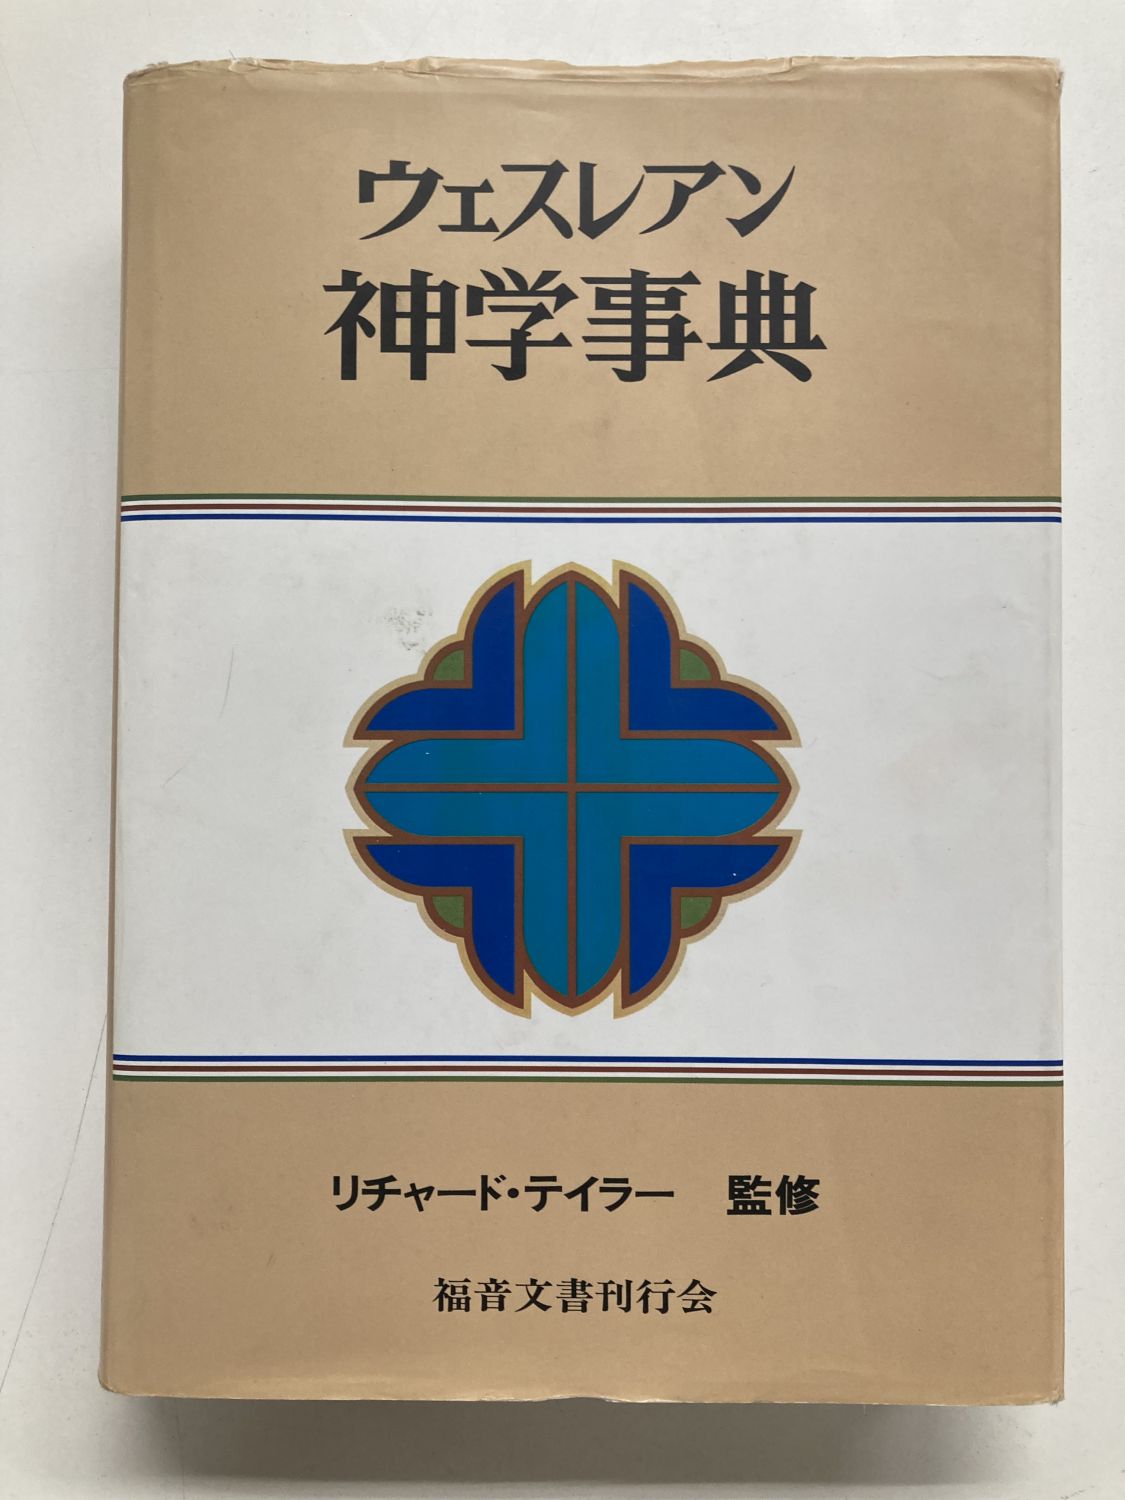 ウェスレアン
神学事典
リチャード・テイラー　監修
福音文書刊行会